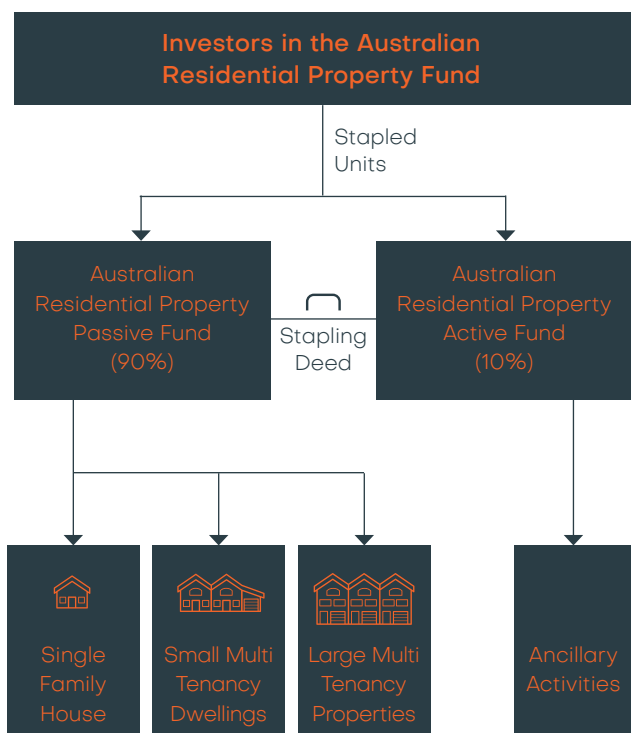 Investors in the Australian
Residential Property Fund
Stapled
Units
Australian
Residential Property
Passive Fund
(90%)
Stapling
Deed
Australian
Residential Property
Active Fund
(10%)
Single
Family
House
Small Multi
Tenancy
Dwellings
Large Multi
Tenancy
Properties
Ancillary
Activities